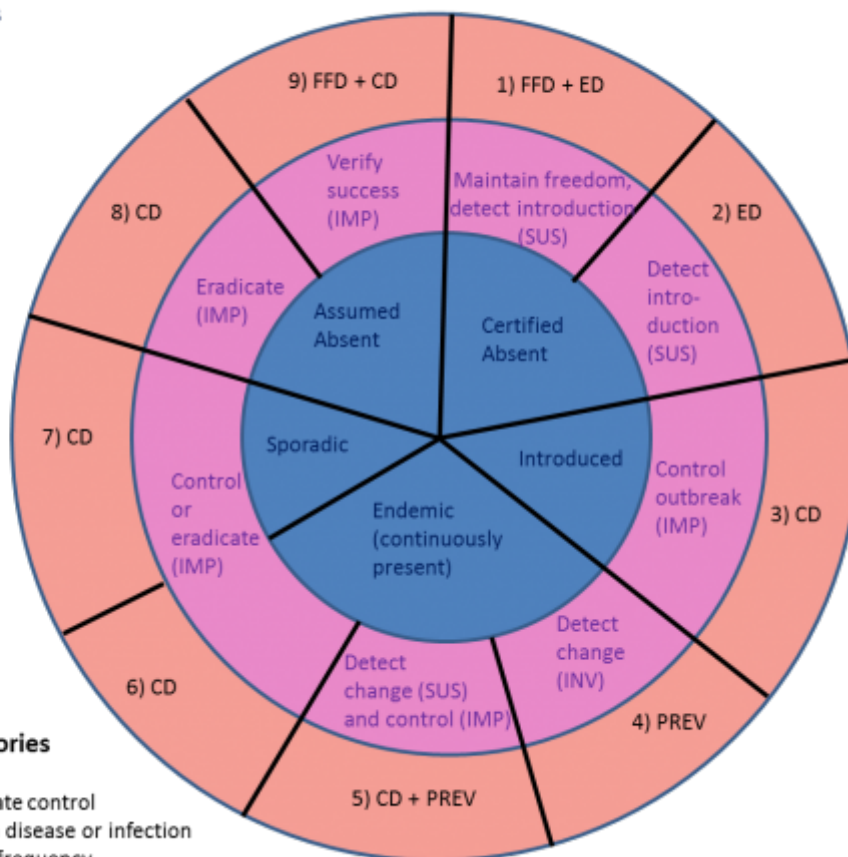 9) FFD + CD
1) FFD + ED
8) CD
Verify
success
(IMP)
Maintain freedom,
detect introduction
(SUS)
2) ED
Eradicate
(IMP)
Detect
intro-
duction
(SUS)
Assumed
Absent
Certified
Absent
7) CD
Sporadic
Introduced
Control
or
eradicate
(IMP)
Control
outbreak
(IMP)
3) CD
Endemic
(continuously
present)
Detect
change
(INV)
6) CD
Detect
change (SUS)
and control (IMP)
4) PREV
5) CD + PREV
control
disease or infection